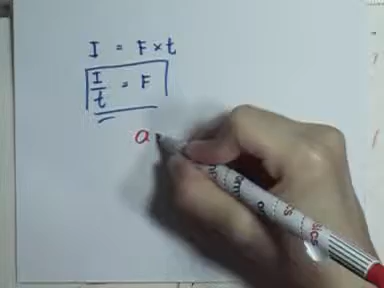 I = F × t
I/t = F
a